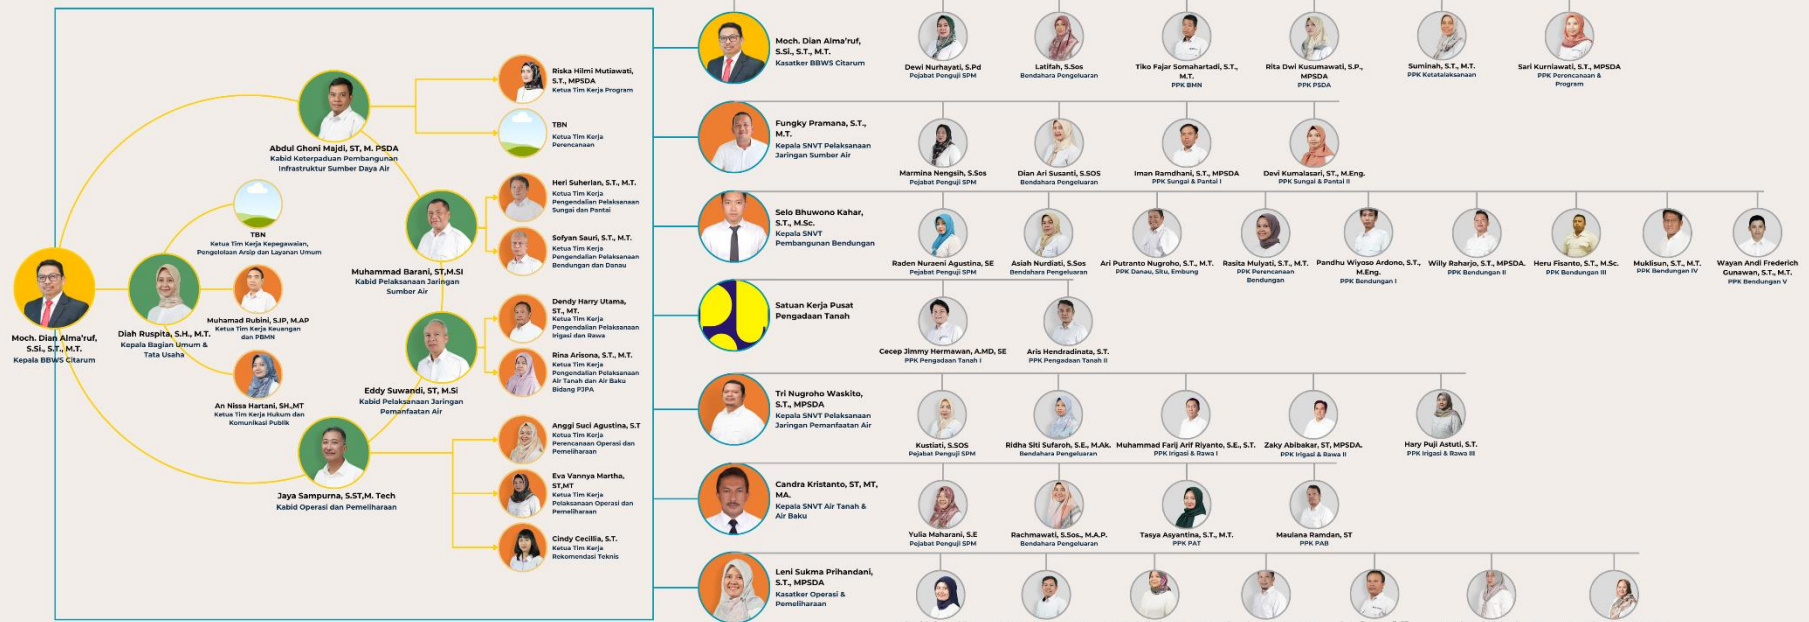 Moch. Dian Alma'ruf,
S.Si., S.T., M.T.
Kepala BBWS Citarum
Abdul Ghoni Majdi, ST, M. PSDA
Kabid Keterpaduan Pembangunan
Infrastruktur Sumber Daya Air
TBN
Ketua Tim Kerja Kepegawaian,
Pengelolaan Arsip dan Layanan Umum
Diah Ruspita, S.H., M.T.
Kepala Bagian Umum &
Tata Usaha
Muhamad Rubini, S.IP, M.AP
Ketua Tim Kerja Keuangan
dan PBMN
An Nissa Hartani, SH.,MT
Ketua Tim Kerja Hukum dan
Komunikasi Publik
Muhammad Barani, ST,M.SI
Kabid Pelaksanaan Jaringan
Sumber Air
Eddy Suwandi, ST, M.Si
Kabid Pelaksanaan Jaringan
Pemanfaatan Air
Jaya Sampurna, S.ST,M. Tech
Kabid Operasi dan Pemeliharaan
Riska Hilmi Mutiawati,
S.T., MPSDA
Ketua Tim Kerja Program
TBN
Ketua Tim Kerja
Perencanaan
Heri Suherlan, S.T., M.T.
Ketua Tim Kerja
Pengendalian Pelaksanaan
Sungai dan Pantai
Sofyan Sauri, S.T., M.T.
Ketua Tim Kerja
Pengendalian Pelaksanaan
Bendungan dan Danau
Dendy Harry Utama,
ST., MT.
Ketua Tim Kerja
Pengendalian Pelaksanaan
Irigasi dan Rawa
Rina Arisona, S.T., M.T.
Ketua Tim Kerja
Pengendalian Pelaksanaan
Air Tanah dan Air Baku
Bidang PJPA
Anggi Suci Agustina, S.T
Ketua Tim Kerja
Perencanaan Operasi dan
Pemeliharaan
Eva Vannya Martha,
ST,MT
Ketua Tim Kerja
Pelaksanaan Operasi dan
Pemeliharaan
Cindy Cecillia, S.T.
Ketua Tim Kerja
Rekomendasi Teknis
Moch. Dian Alma'ruf,
S.Si., S.T., M.T.
Kasatker BBWS Citarum
Dewi Nurhayati, S.Pd
Pejabat Penguji SPM
Latifah, S.Sos
Bendahara Pengeluaran
Tiko Fajar Somahartadi, S.T.,
M.T.
PPK BMN
Rita Dwi Kusumawati, S.P.,
MPSDA
PPK PSDA
Suminah, S.T., M.T.
PPK Ketatalaksanaan
Sari Kurniawati, S.T., MPSDA
PPK Perencanaan &
Program
Fungky Pramana, S.T.,
M.T.
Kepala SNVT Pelaksanaan
Jaringan Sumber Air
Marmina Nengsih, S.Sos
Pejabat Penguji SPM
Dian Ari Susanti, S.SOS
Bendahara Pengeluaran
Iman Ramdhani, S.T., MPSDA
PPK Sungai & Pantai I
Devi Kumalasari, ST., M.Eng.
PPK Sungai & Pantai II
Selo Bhuwono Kahar,
S.T., M.Sc.
Kepala SNVT
Pembangunan Bendungan
Raden Nuraeni Agustina, SE
Pejabat Penguji SPM
Asiah Nurdiati, S.Sos
Bendahara Pengeluaran
Ari Putranto Nugroho, S.T., M.T.
PPK Danau, Situ, Embung
Rasita Mulyati, S.T., M.T.
PPK Perencanaan
Bendungan
Pandhu Wiyoso Ardono, S.T.,
M.Eng.
PPK Bendungan I
Willy Raharjo, S.T., MPSDA.
PPK Bendungan II
Heru Fisanto, S.T., M.Sc.
PPK Bendungan III
Muklisun, S.T., M.T.
PPK Bendungan IV
Wayan Andi Frederich
Gunawan, S.T., M.T.
PPK Bendungan V
Satuan Kerja Pusat
Pengadaan Tanah
Cecep Jimmy Hermawan, A.MD, SE
PPK Pengadaan Tanah I
Aris Hendradinata, S.T.
PPK Pengadaan Tanah II
Tri Nugroho Waskito,
S.T., MPSDA
Kepala SNVT Pelaksanaan
Jaringan Pemanfaatan Air
Kustiati, S.SOS
Pejabat Penguji SPM
Ridha Siti Sufaroh, S.E., M.Ak.
Bendahara Pengeluaran
Muhammad Farij Arif Riyanto, S.E., S.T.
PPK Irigasi & Rawa I
Zaky Abibakar, ST, MPSDA.
PPK Irigasi & Rawa II
Hary Puji Astuti, S.T.
PPK Irigasi & Rawa III
Candra Kristanto, ST, MT,
MA.
Kepala SNVT Air Tanah &
Air Baku
Yulia Maharani, S.E
Pejabat Penguji SPM
Rachmawati, S.Sos., M.A.P.
Bendahara Pengeluaran
Tasya Asyantina, S.T., M.T.
PPK PAT
Maulana Ramdan, ST
PPK PAB
Leni Sukma Prihandani,
S.T., MPSDA
Kasatker Operasi &
Pemeliharaan